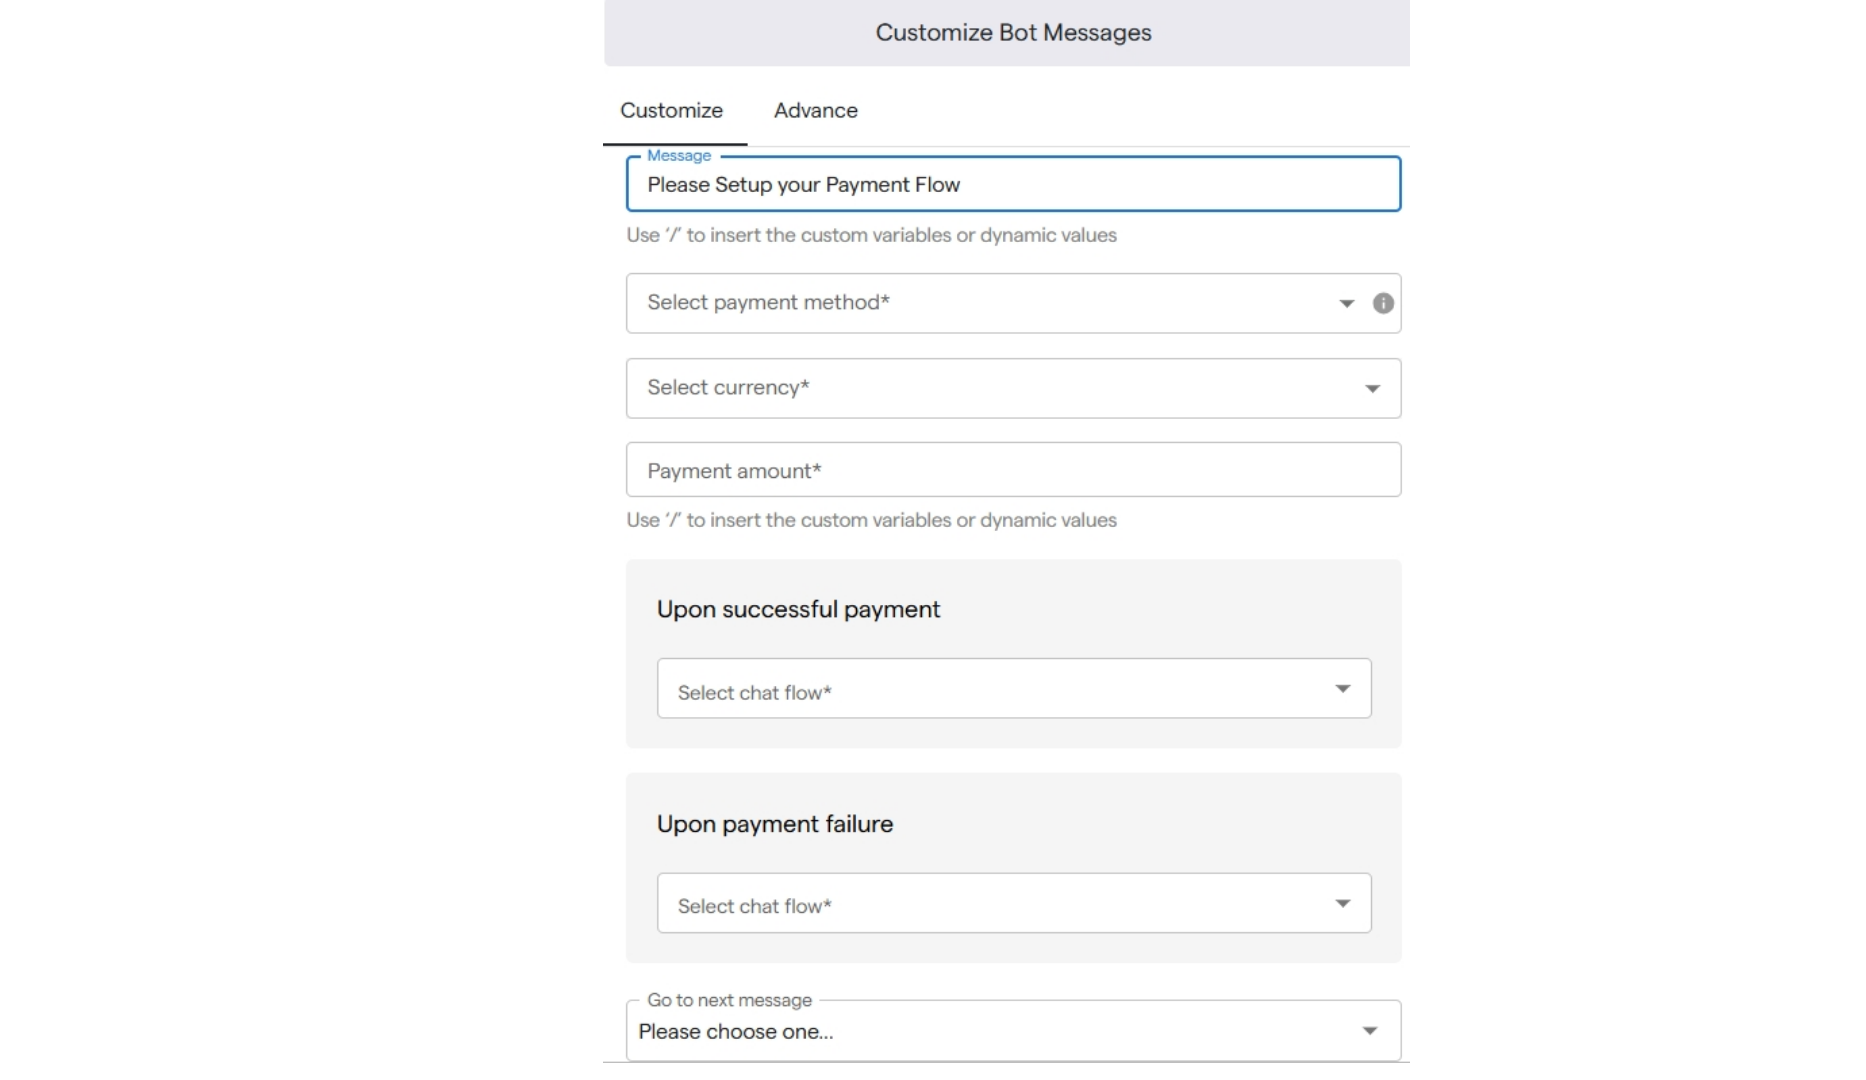 Customize Bot Messages
Customize Advance
Message
Please Setup your Payment Flow
Use ‘/’ to insert the custom variables or dynamic values
Select payment method*
Select currency*
Payment amount*
Use ‘/’ to insert the custom variables or dynamic values
Upon successful payment
Select chat flow*
Upon payment failure
Select chat flow*
Go to next message
Please choose one...